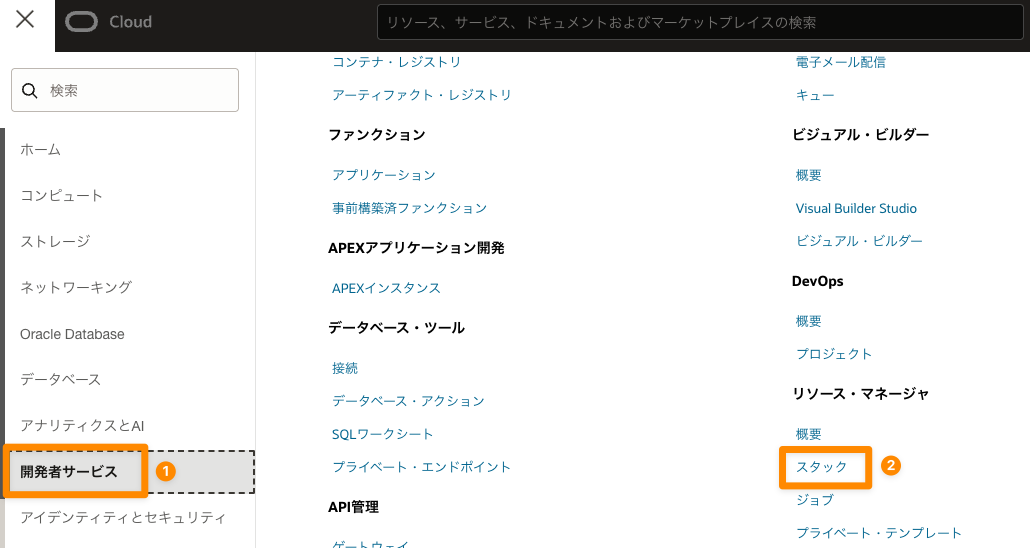 Cloud
リソース、サービス、ドキュメントおよびマーケットプレイスの検索
検索
ホーム
コンピュート
ストレージ
ネットワーキング
Oracle Database
データベース
アナリティクスとAI
開発者サービス
1
アイデンティティとセキュリティ
コンテナ・レジストリ
アーティファクト・レジストリ
ファンクション
アプリケーション
事前構築済ファンクション
APEXアプリケーション開発
APEXインスタンス
データベース・ツール
接続
データベース・アクション
SQLワークシート
プライベート・エンドポイント
API管理
ゲートウェイ
電子メール配信
キュー
ビジュアル・ビルダー
概要
Visual Builder Studio
ビジュアル・ビルダー
DevOps
概要
プロジェクト
リソース・マネージャ
概要
スタック
2
ジョブ
プライベート・テンプレート